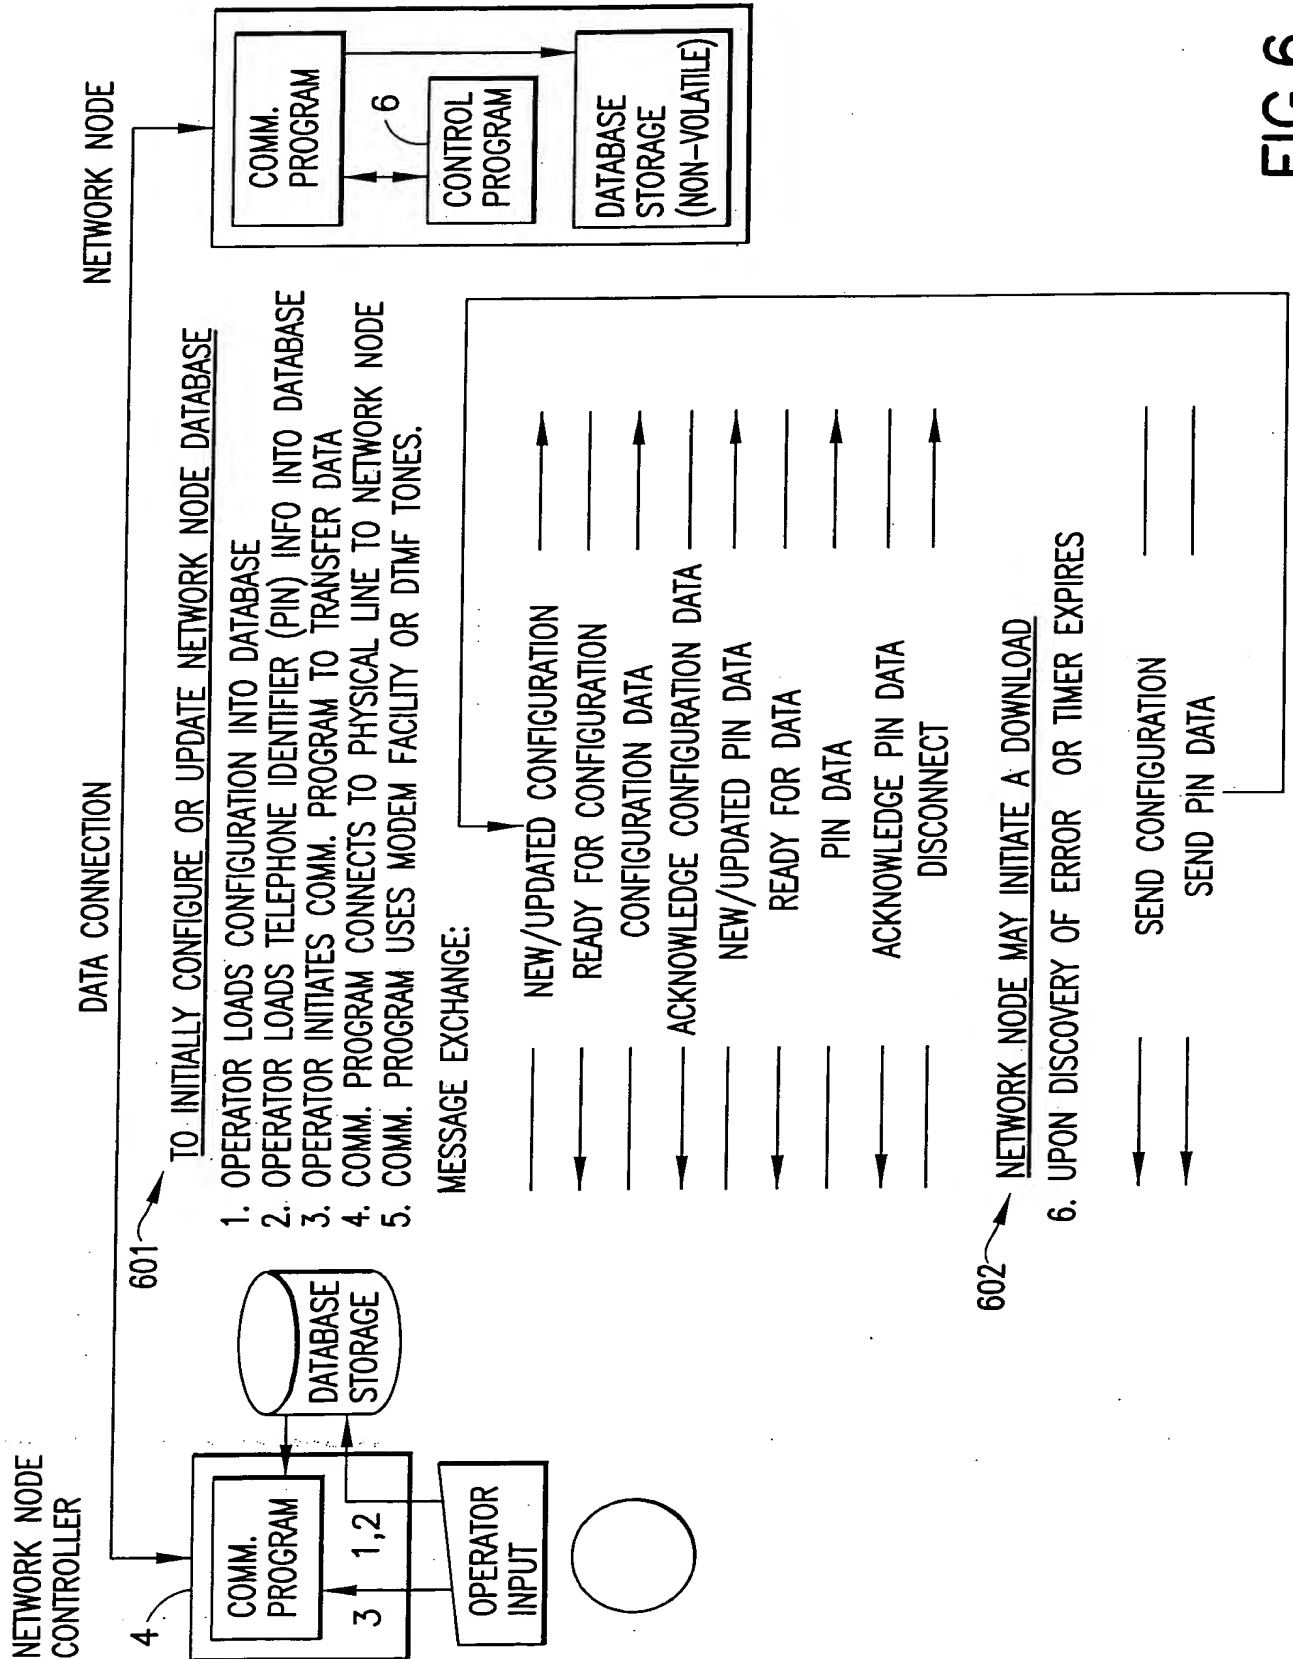 NETWORK NODE
CONTROLLER
4
COMM.
PROGRAM
3
1,2
OPERATOR
INPUT
DATABASE
STORAGE
DATA CONNECTION
NETWORK NODE
COMM.
PROGRAM
6
CONTROL
PROGRAM
DATABASE
STORAGE
(NON-VOLATILE)
601
TO INITIALLY CONFIGURE OR UPDATE NETWORK NODE DATABASE
1. OPERATOR LOADS CONFIGURATION INTO DATABASE
2. OPERATOR LOADS TELEPHONE IDENTIFIER (PIN) INFO INTO DATABASE
3. OPERATOR INITIATES COMM. PROGRAM TO TRANSFER DATA
4. COMM. PROGRAM CONNECTS TO PHYSICAL LINE TO NETWORK NODE
5. COMM. PROGRAM USES MODEM FACILITY OR DTMF TONES.
MESSAGE EXCHANGE:
NEW/UPDATED CONFIGURATION
READY FOR CONFIGURATION
CONFIGURATION DATA
ACKNOWLEDGE CONFIGURATION DATA
NEW/UPDATED PIN DATA
READY FOR DATA
PIN DATA
ACKNOWLEDGE PIN DATA
DISCONNECT
602
NETWORK NODE MAY INITIATE A DOWNLOAD
6. UPON DISCOVERY OF ERROR OR TIMER EXPIRES
SEND CONFIGURATION
SEND PIN DATA
FIG 6